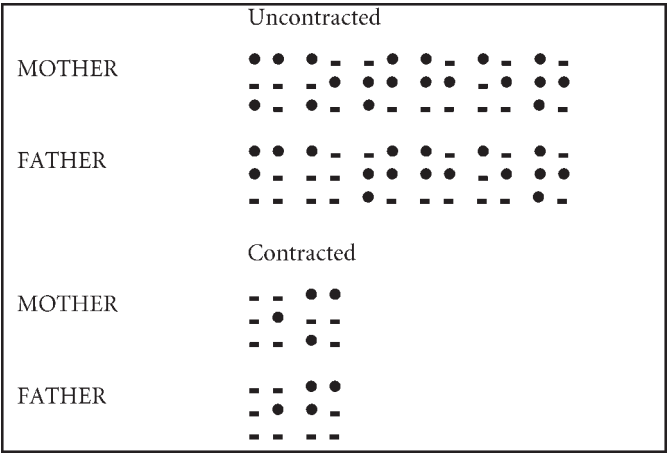 Uncontracted
MOTHER ⠍⠕⠞⠓⠑⠗
FATHER ⠋⠁⠞⠓⠑⠗
Contracted
MOTHER ⠐⠍
FATHER ⠐⠋